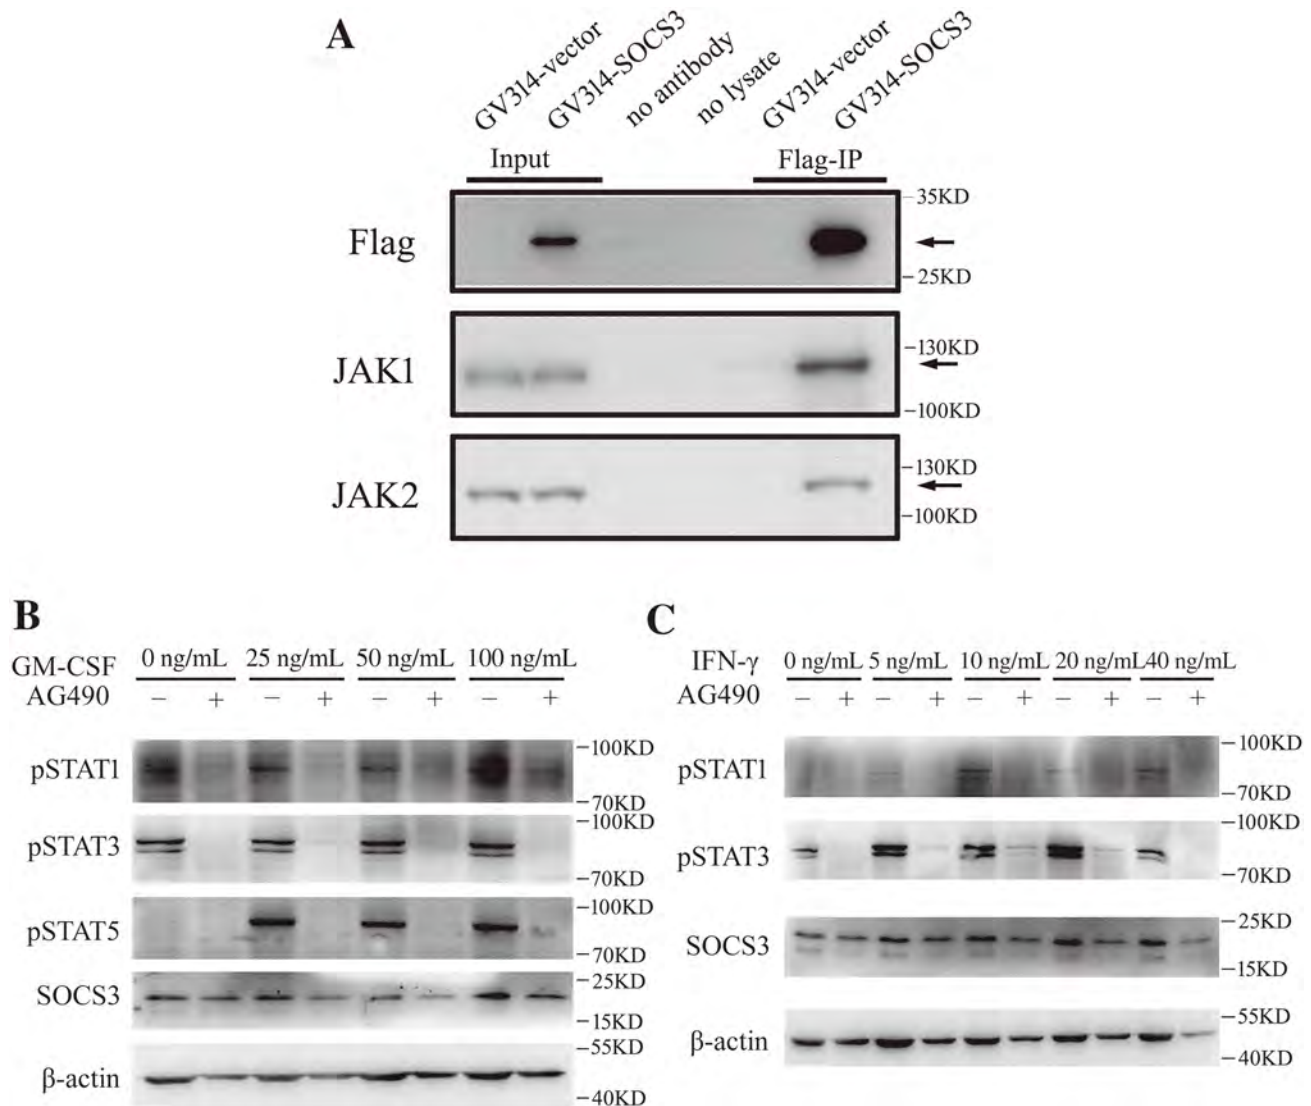 A
GV314-vector
GV314-SOCS3
no antibody
no lysate
GV314-vector
GV314-SOCS3
Input
Flag-IP
Flag
35KD
25KD
JAK1
130KD
100KD
JAK2
130KD
100KD
B
GM-CSF 0 ng/mL 25 ng/mL 50 ng/mL 100 ng/mL
AG490 − + − + − + − +
pSTAT1
100KD
70KD
pSTAT3
100KD
70KD
pSTAT5
100KD
70KD
SOCS3
25KD
15KD
β-actin
55KD
40KD
C
IFN-γ 0 ng/mL 5 ng/mL 10 ng/mL 20 ng/mL 40 ng/mL
AG490 − + − + − + − + − +
pSTAT1
100KD
70KD
pSTAT3
100KD
70KD
SOCS3
25KD
15KD
β-actin
55KD
40KD